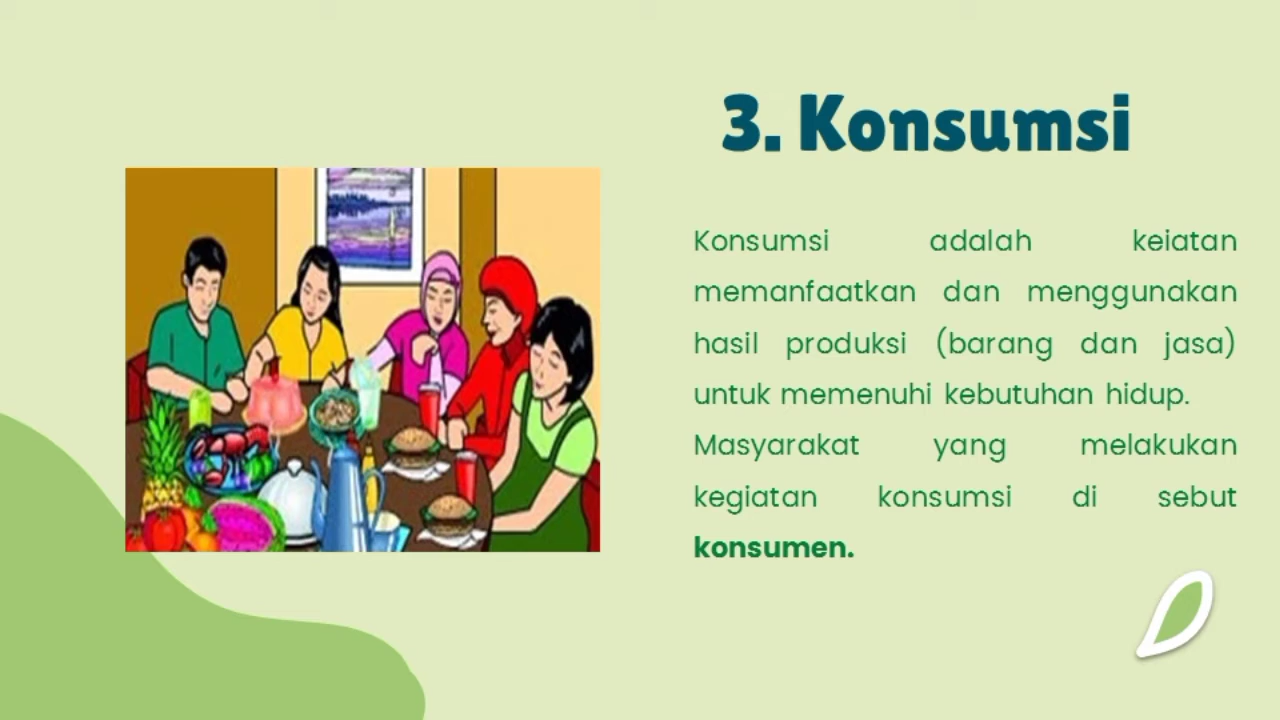 3. Konsumsi
Konsumsi adalah keiatan
memanfaatkan dan menggunakan
hasil produksi (barang dan jasa)
untuk memenuhi kebutuhan hidup.
Masyarakat yang melakukan
kegiatan konsumsi di sebut
konsumen.